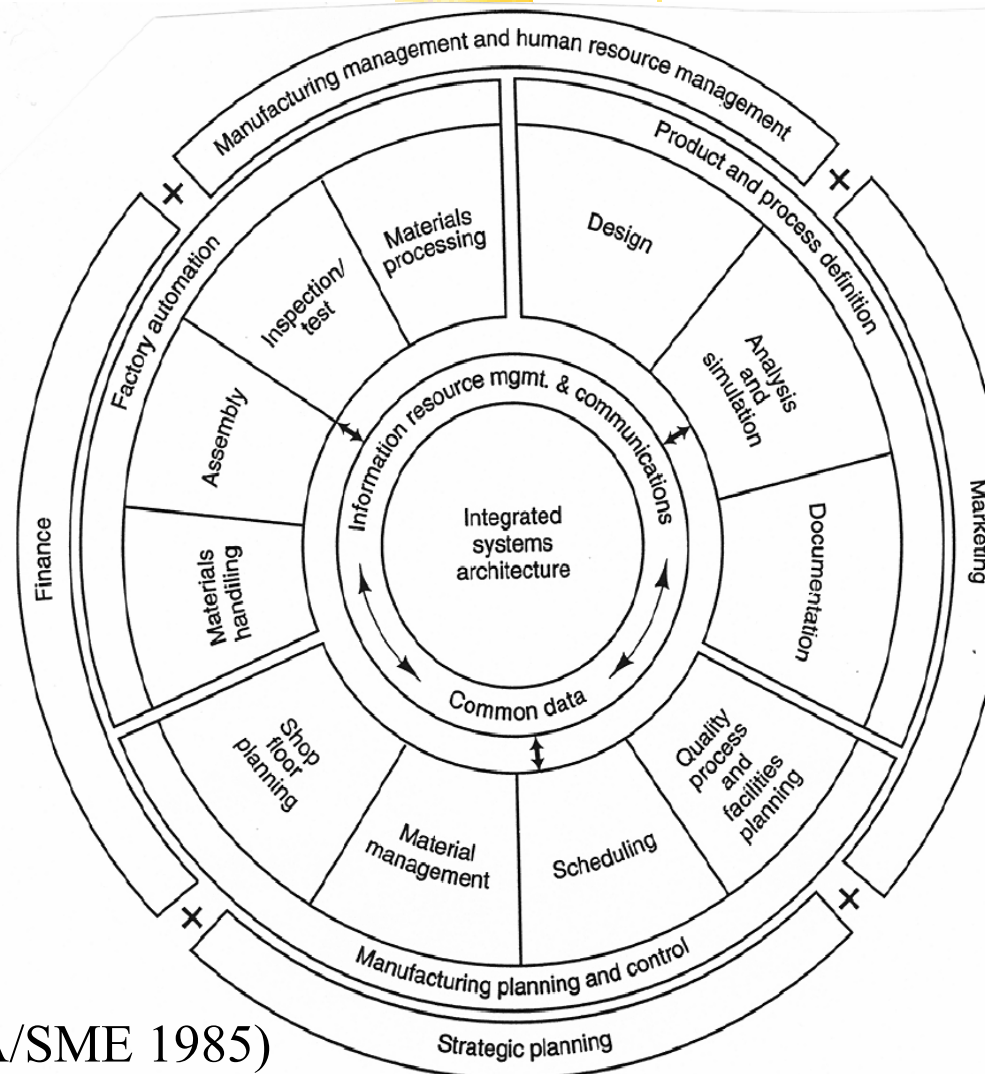 Manufacturing management and human resource management
Product and process definition
Factory automation
Materials
processing
Design
Inspection/
test
Analysis
and
simulation
Assembly
Information resource mgmt. & communications
Integrated
systems
architecture
Documentation
Materials
handiling
Finance
Marketing
Common data
Shop
floor
planning
Material
management
Scheduling
Quality
process
and
facilities
planning
Manufacturing planning and control
Strategic planning
/SME 1985)